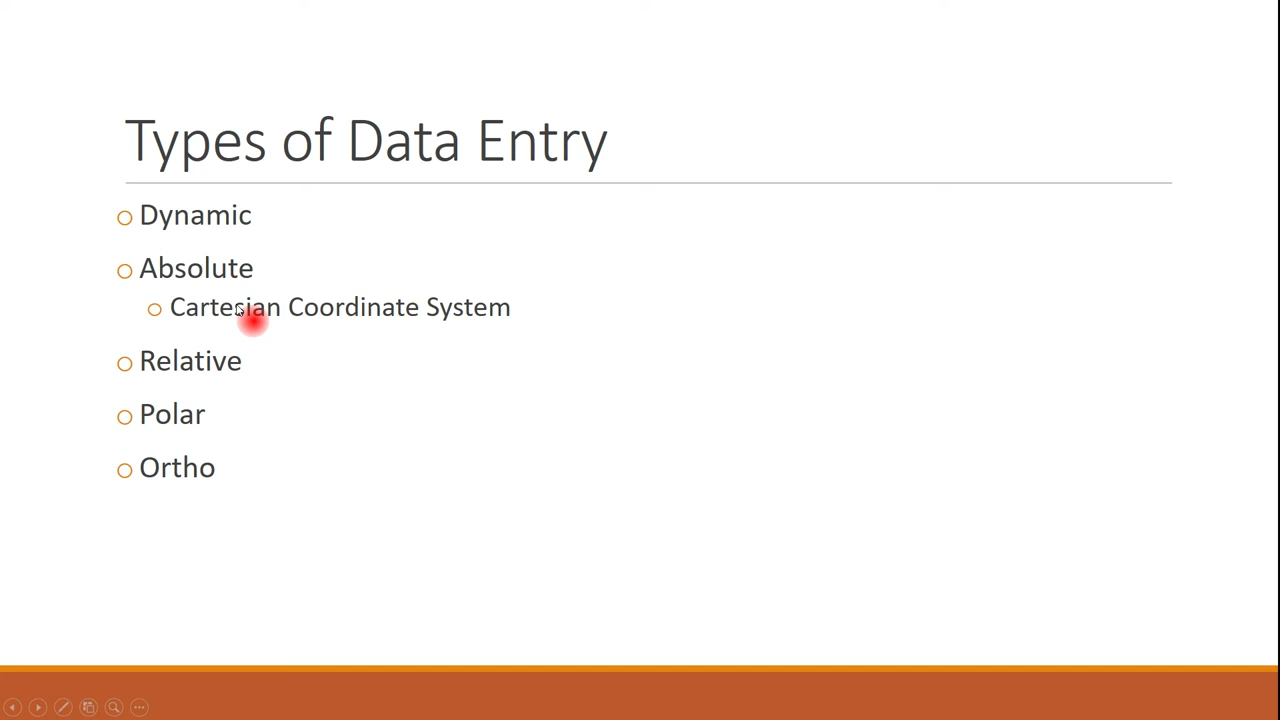 Types of Data Entry
Dynamic
Absolute
Cartesian Coordinate System
Relative
Polar
Ortho